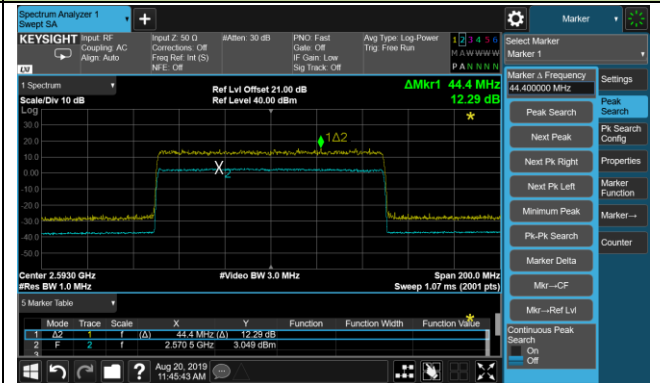 Spectrum Analyzer 1
Swept SA
Marker
KEYSIGHT
Input: RF
Coupling: AC
Align: Auto
Input Z: 50 Ω
Corrections: Off
Freq Ref: Int (S)
NFE: Off
#Atten: 30 dB
PNO: Fast
Gate: Off
IF Gain: Low
Sig Track: Off
Avg Type: Log-Power
Trig: Free Run
1 2 3 4 5 6
M A W W W W
P A N N N N
LXI
Select Marker
Marker 1
1 Spectrum
Scale/Div 10 dB
Ref Lvl Offset 21.00 dB
Ref Level 40.00 dBm
ΔMkr1 44.4 MHz
12.29 dB
Log
30.0
20.0
10.0
0.00
-10.0
-20.0
-30.0
-40.0
-50.0
1Δ2
X2
Center 2.5930 GHz
#Res BW 1.0 MHz
#Video BW 3.0 MHz
Span 200.0 MHz
Sweep 1.07 ms (2001 pts)
5 Marker Table
Mode Trace Scale X Y Function Function Width Function Value
1 Δ2 1 f (Δ) 44.4 MHz (Δ) 12.29 dB
2 F 2 f 2.570 5 GHz 3.049 dBm
3
Aug 20, 2019
11:45:43 AM
Marker Δ Frequency
44.400000 MHz
Peak Search
Next Peak
Next Pk Right
Next Pk Left
Minimum Peak
Pk-Pk Search
Marker Delta
Mkr→CF
Mkr→Ref Lvl
Continuous Peak
Search
On
Off
Settings
Peak
Search
Pk Search
Config
Properties
Marker
Function
Marker→
Counter